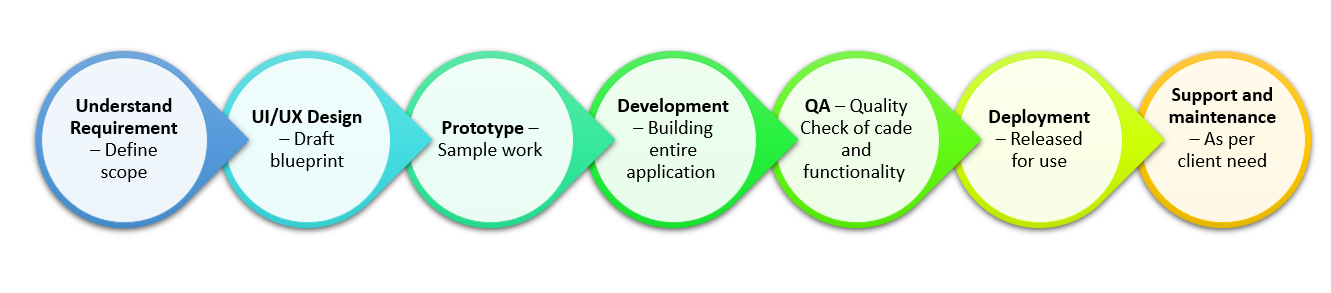 Understand
Requirement
– Define
scope
UI/UX Design
– Draft
blueprint
Prototype –
Sample work
Development
– Building
entire
application
QA – Quality
Check of cade
and
functionality
Deployment
– Released
for use
Support and
maintenance
– As per
client need